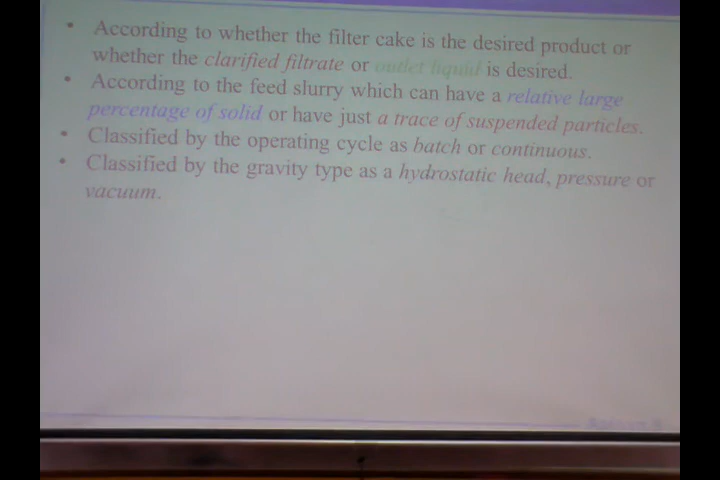 • According to whether the filter cake is the desired product or
whether the clarified filtrate or outlet liquid is desired.
• According to the feed slurry which can have a relative large
percentage of solid or have just a trace of suspended particles.
• Classified by the operating cycle as batch or continuous.
• Classified by the gravity type as a hydrostatic head, pressure or
vacuum.